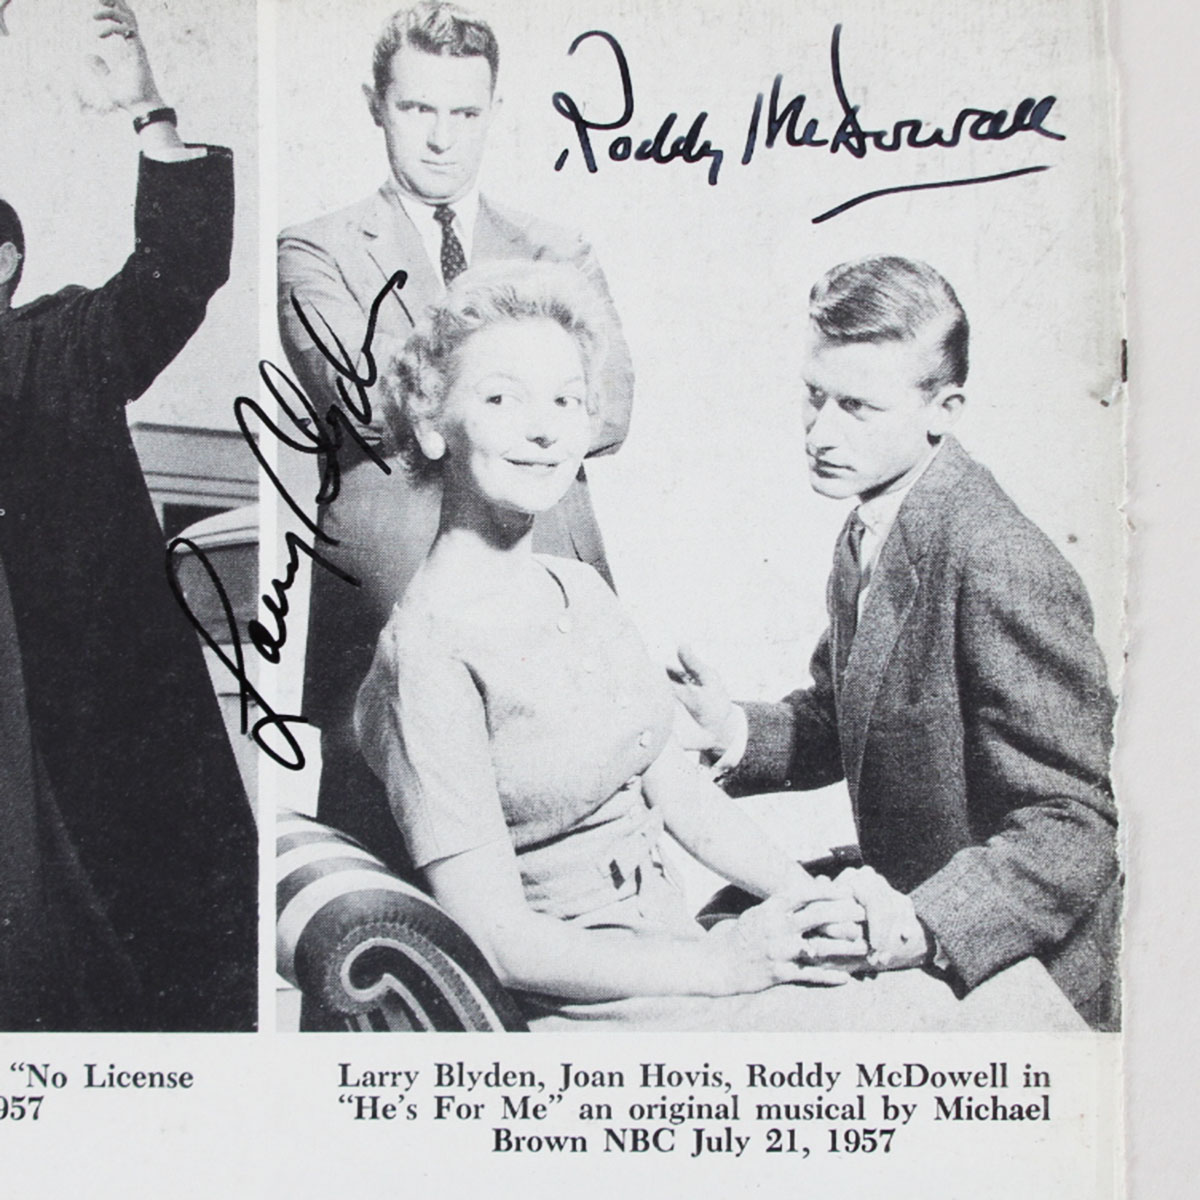 Roddy McDowall
Larry Blyden
"No License
957
Larry Blyden, Joan Hovis, Roddy McDowell in
"He's For Me" an original musical by Michael
Brown NBC July 21, 1957